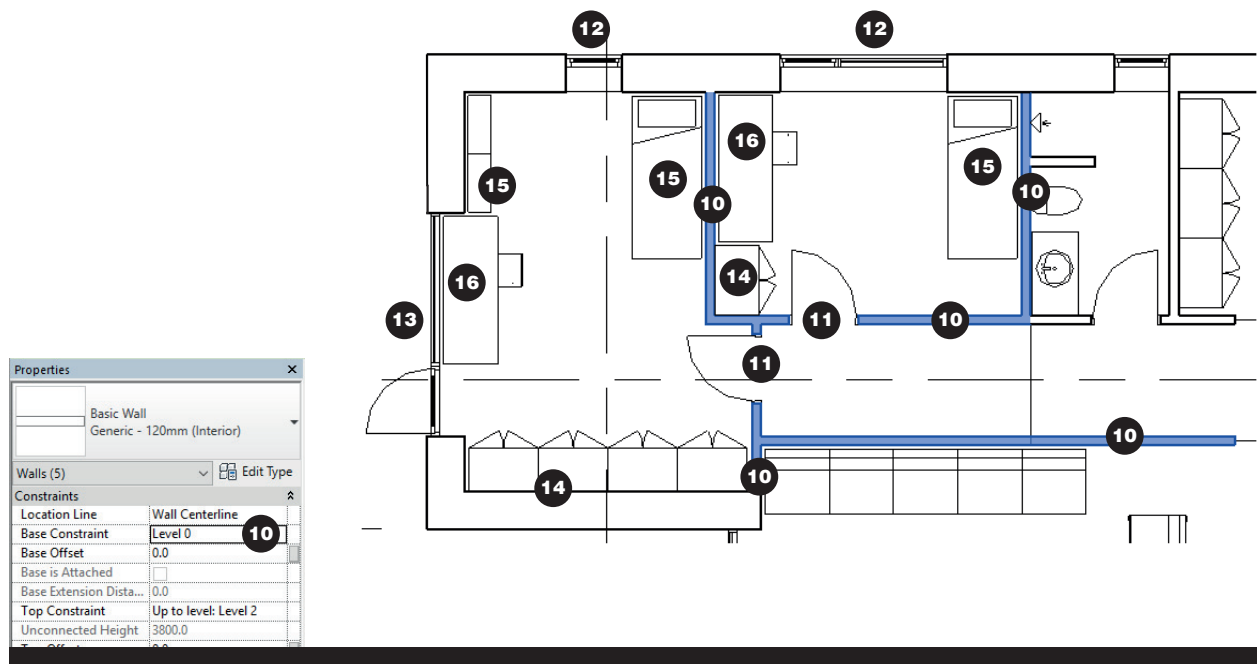 12 12
16
15 15 15
10 10
14
16
13 11 10
11
10
10
14
Properties ×
Basic Wall
Generic - 120mm (Interior)
Walls (5) Edit Type
Constraints
Location Line Wall Centerline
Base Constraint Level 0 10
Base Offset 0.0
Base is Attached
Base Extension Dista... 0.0
Top Constraint Up to level: Level 2
Unconnected Height 3800.0